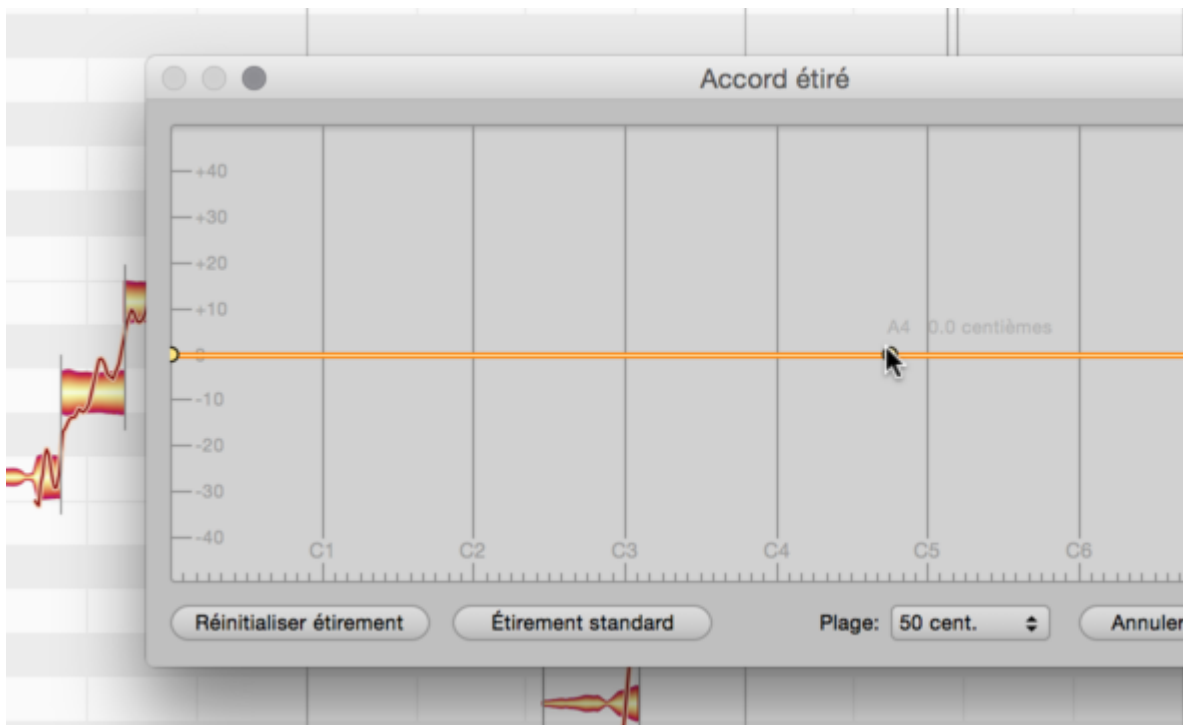 Accord étiré
+40
+30
+20
+10
A4 0.0 centièmes
0
-10
-20
-30
-40
C1 C2 C3 C4 C5 C6
Réinitialiser étirement Étirement standard Plage: 50 cent. Annuler